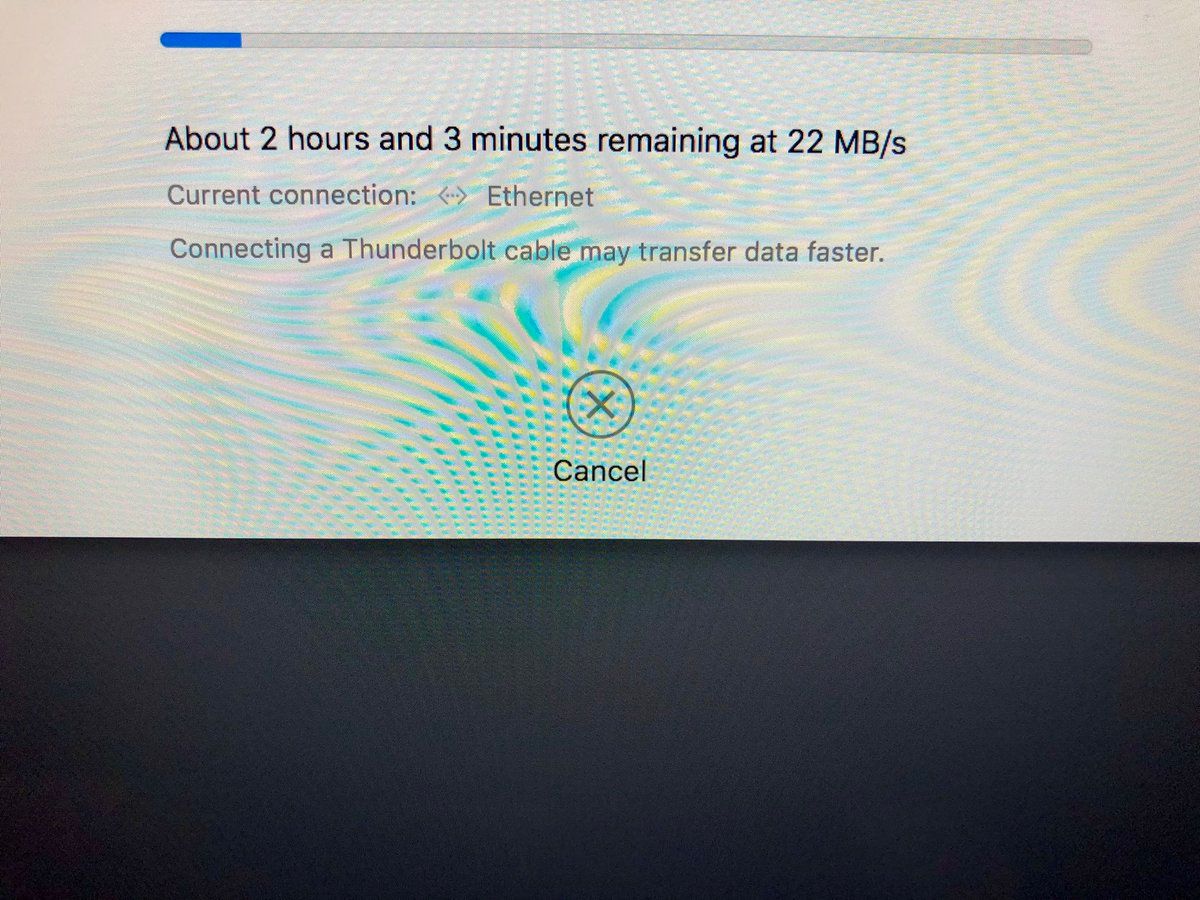 About 2 hours and 3 minutes remaining at 22 MB/s
Current connection: Ethernet
Connecting a Thunderbolt cable may transfer data faster.
Cancel